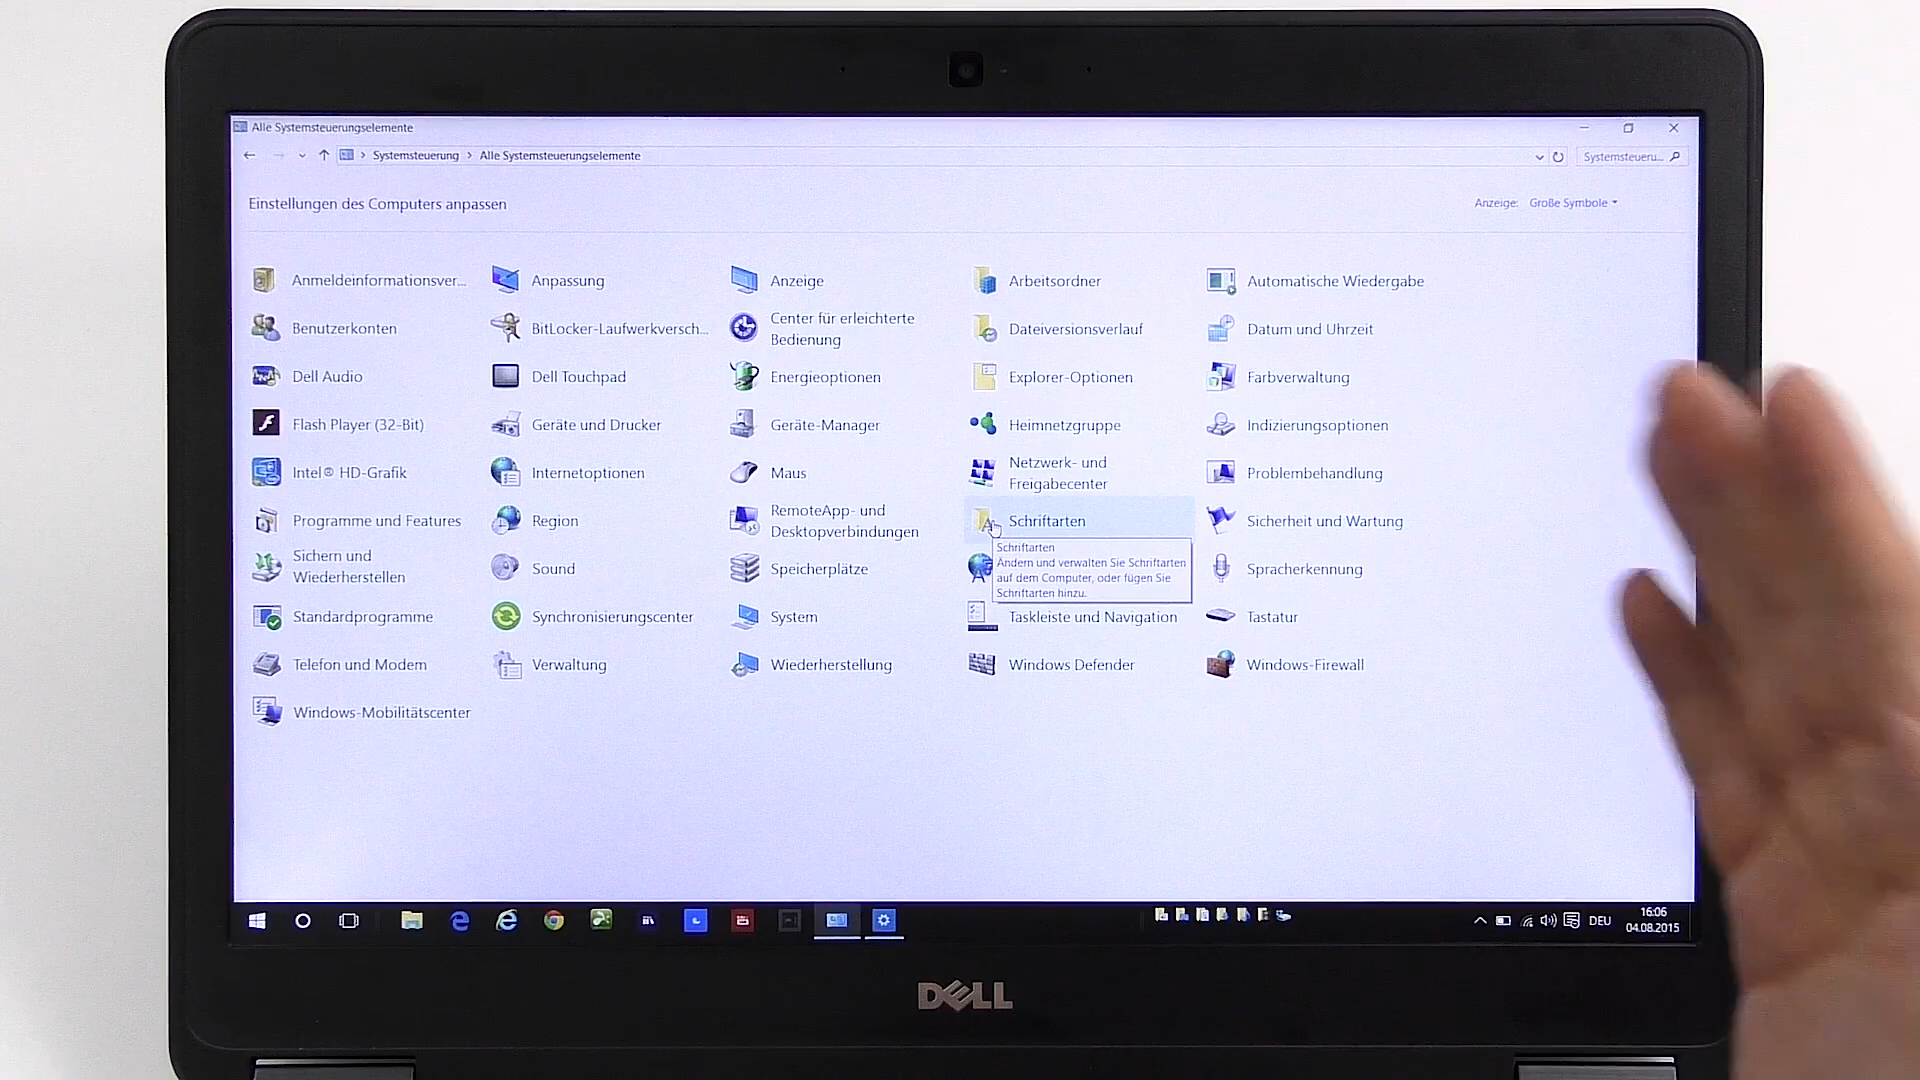 Alle Systemsteuerungselemente
Systemsteuerung > Alle Systemsteuerungselemente
Systemsteueru...
Einstellungen des Computers anpassen
Anzeige: Große Symbole
Anmeldeinformationsver...
Anpassung
Anzeige
Arbeitsordner
Automatische Wiedergabe
Benutzerkonten
BitLocker-Laufwerkversch...
Center für erleichterte
Bedienung
Dateiversionsverlauf
Datum und Uhrzeit
Dell Audio
Dell Touchpad
Energieoptionen
Explorer-Optionen
Farbverwaltung
Flash Player (32-Bit)
Geräte und Drucker
Geräte-Manager
Heimnetzgruppe
Indizierungsoptionen
Intel® HD-Grafik
Internetoptionen
Maus
Netzwerk- und
Freigabecenter
Problembehandlung
Programme und Features
Region
RemoteApp- und
Desktopverbindungen
Schriftarten
Sicherheit und Wartung
Sichern und
Wiederherstellen
Sound
Speicherplätze
Schriftarten
Ändern und verwalten Sie Schriftarten
auf dem Computer, oder fügen Sie
Schriftarten hinzu.
Spracherkennung
Standardprogramme
Synchronisierungscenter
System
Taskleiste und Navigation
Tastatur
Telefon und Modem
Verwaltung
Wiederherstellung
Windows Defender
Windows-Firewall
Windows-Mobilitätscenter
DEU
16:06
04.08.2015
DELL